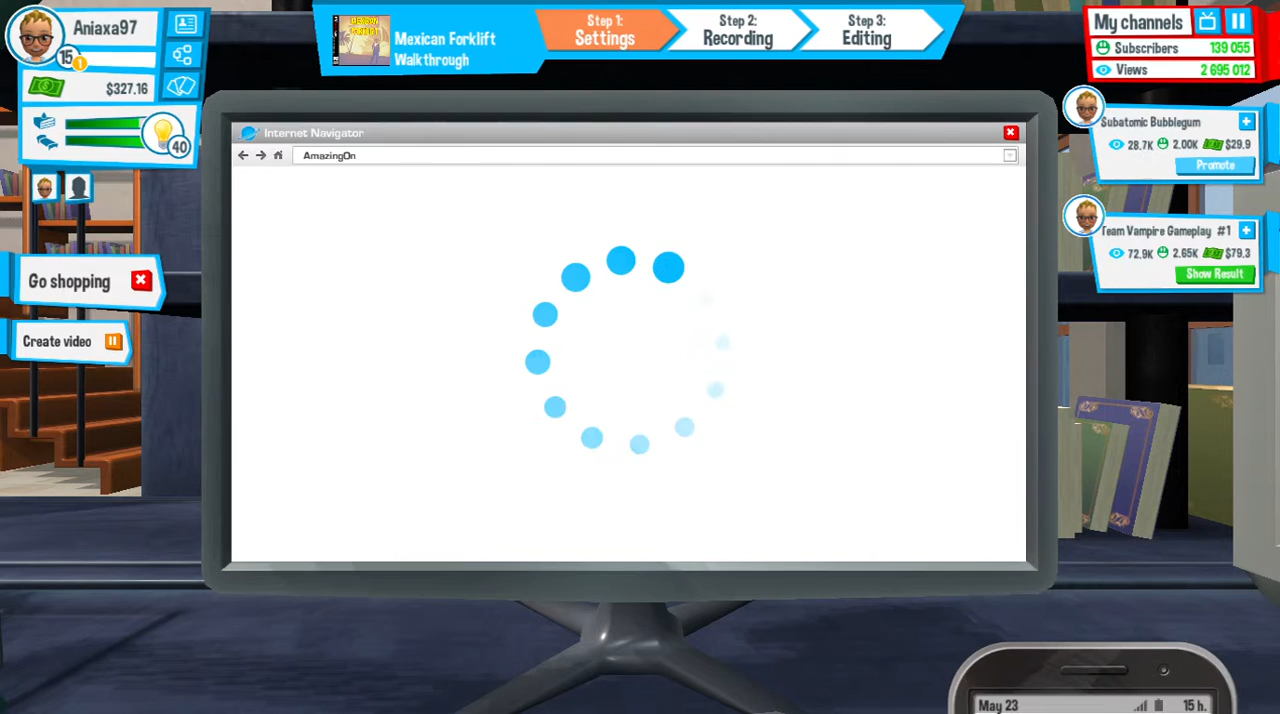 Aniaxa97
15
1
$327.16
40
Go shopping
Create video
MEXICAN
FORKLIFT
Mexican Forklift
Walkthrough
Step 1:
Settings
Step 2:
Recording
Step 3:
Editing
My channels
Subscribers 139 055
Views 2 695 012
Subatomic Bubblegum
28.7K 2.00K $29.9
Promote
Team Vampire Gameplay #1
72.9K 2.65K $79.3
Show Result
Internet Navigator
AmazingOn
May 23 15 h.